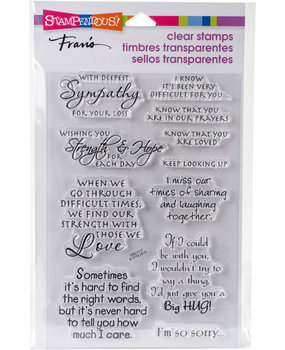 STAMPENDOUS!
Fran's
clear stamps
timbres transparentes
sellos transparentes
WITH DEEPEST
Sympathy
FOR YOUR LOSS
WISHING YOU
Strength & Hope
FOR
EACH DAY
WHEN WE
GO THROUGH
DIFFICULT TIMES,
WE FIND OUR
STRENGTH WITH
THOSE WE
Love
Sometimes
it's hard to find
the right words,
but it's never hard
to tell you how
much I care.
I KNOW
IT'S BEEN VERY
DIFFICULT FOR YOU...
KNOW THAT YOU
ARE IN OUR PRAYERS
KNOW THAT YOU
ARE LOVED
KEEP LOOKING UP
I miss our
times of sharing
and laughing
together.
If I could
be with you,
I wouldn't try to
say a thing,
I'd just give you a
Big HUG!
I'm so sorry...